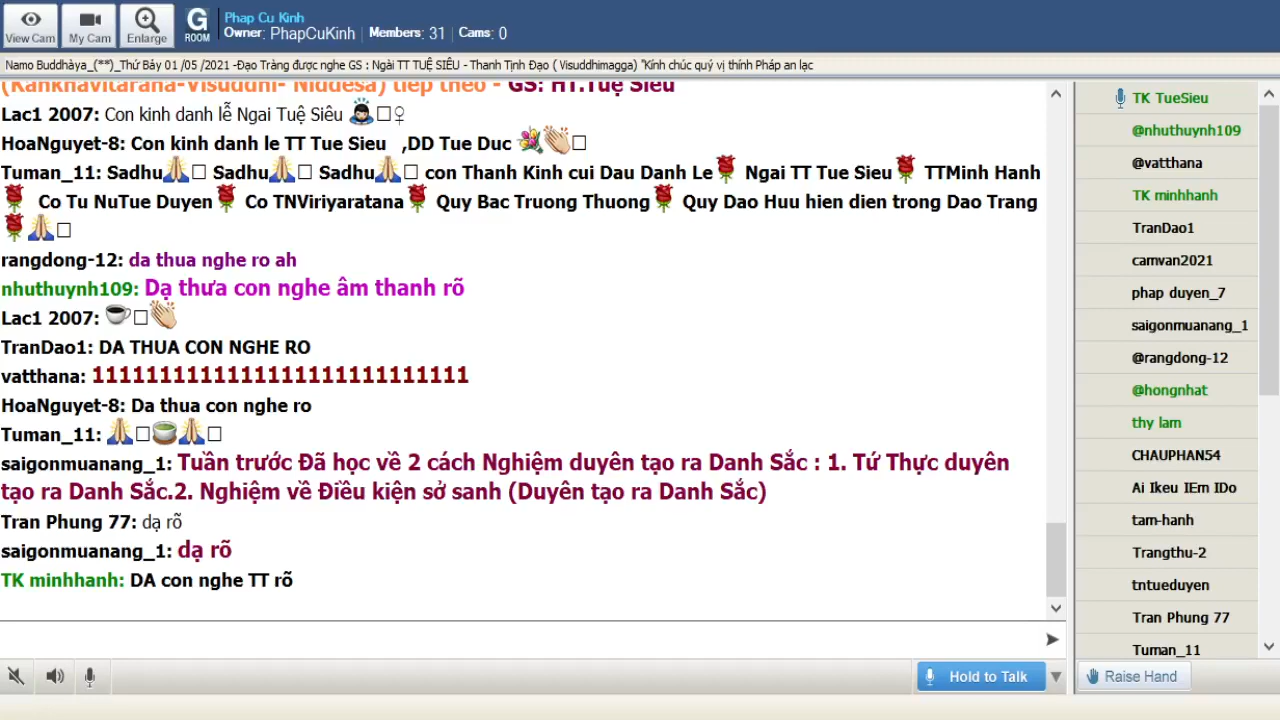 View Cam
My Cam
Enlarge
G
ROOM
Phap Cu Kinh
Owner: PhapCuKinh Members: 31 Cams: 0
Namo Buddhàya_(**)_Thứ Bảy 01 /05 /2021 -Đạo Tràng được nghe GS : Ngài TT TUỆ SIÊU - Thanh Tịnh Đạo ( Visuddhimagga) "Kính chúc quý vị thính Pháp an lạc
(Kankhavitarana-Visuddhi- Niddesa) tiếp theo - GS: HT.Tuệ Siêu
Lac1 2007: Con kinh danh lễ Ngai Tuệ Siêu
HoaNguyet-8: Con kinh danh le TT Tue Sieu ,DD Tue Duc
Tuman_11: Sadhu Sadhu Sadhu con Thanh Kinh cui Dau Danh Le Ngai TT Tue Sieu TTMinh Hanh
Co Tu NuTue Duyen Co TNViriyaratana Quy Bac Truong Thuong Quy Dao Huu hien dien trong Dao Trang
rangdong-12: da thua nghe ro ah
nhuthuynh109: Dạ thưa con nghe âm thanh rõ
Lac1 2007:
TranDao1: DA THUA CON NGHE RO
vatthana: 1111111111111111111111111111
HoaNguyet-8: Da thua con nghe ro
Tuman_11:
saigonmuanang_1: Tuần trước Đã học về 2 cách Nghiệm duyên tạo ra Danh Sắc : 1. Tứ Thực duyên
tạo ra Danh Sắc.2. Nghiệm về Điều kiện sở sanh (Duyên tạo ra Danh Sắc)
Tran Phung 77: dạ rõ
saigonmuanang_1: dạ rõ
TK minhhanh: DA con nghe TT rõ
Hold to Talk
TK TueSieu
@nhuthuynh109
@vatthana
TK minhhanh
TranDao1
camvan2021
phap duyen_7
saigonmuanang_1
@rangdong-12
@hongnhat
thy lam
CHAUPHAN54
Ai Ikeu IEm IDo
tam-hanh
Trangthu-2
tntueduyen
Tran Phung 77
Tuman_11
Raise Hand